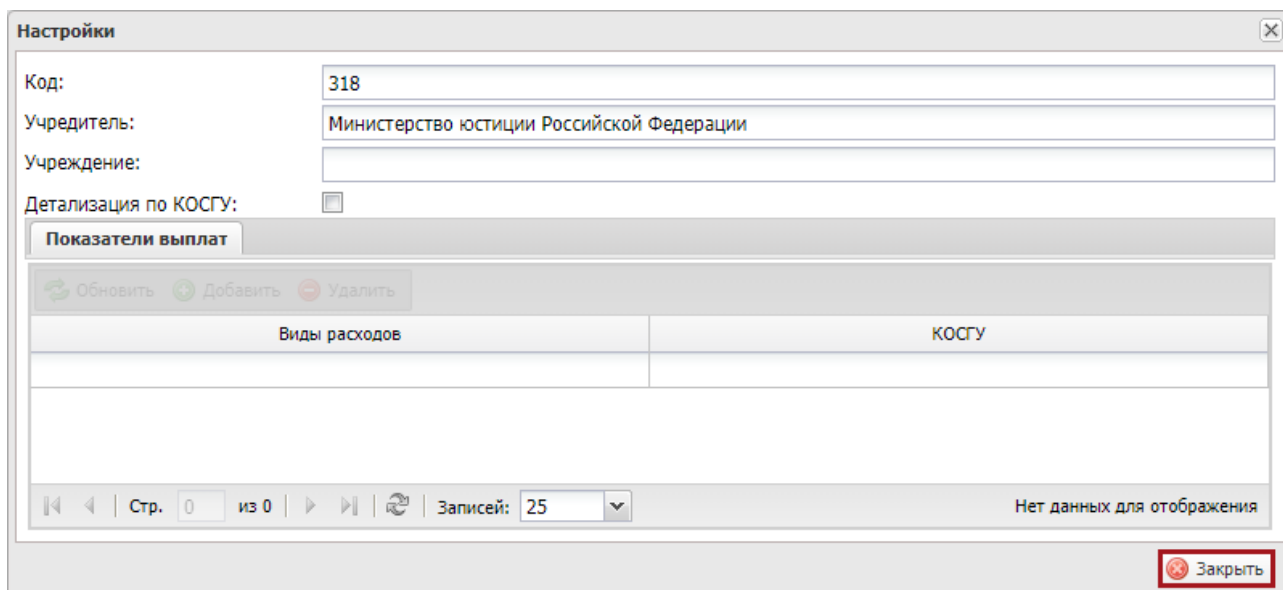 Настройки
Код: 318
Учредитель: Министерство юстиции Российской Федерации
Учреждение:
Детализация по КОСГУ:
Показатели выплат
Обновить Добавить Удалить
Виды расходов КОСГУ
Стр. 0 из 0 Записей: 25 Нет данных для отображения
Закрыть